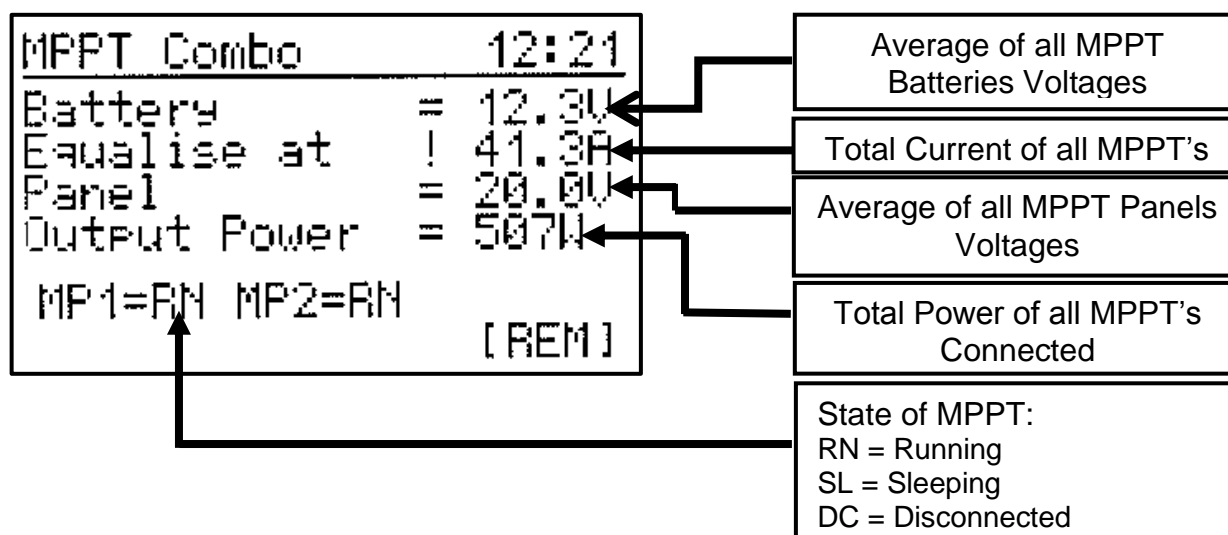 MPPT Combo 12:21
Battery = 12.3V
Equalise at ! 41.3A
Panel = 20.0V
Output Power = 507W
MP1=RN MP2=RN
[REM]
Average of all MPPT
Batteries Voltages
Total Current of all MPPT’s
Average of all MPPT Panels
Voltages
Total Power of all MPPT’s
Connected
State of MPPT:
RN = Running
SL = Sleeping
DC = Disconnected